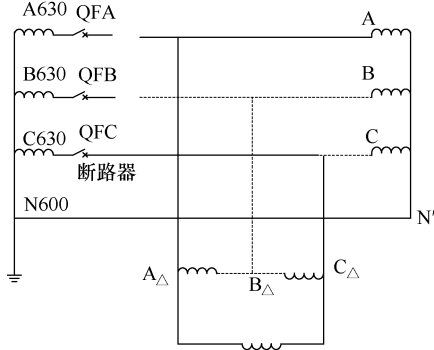 A630 QFA A
B630 QFB B
C630 QFC C
断路器
N600 N'
A△ B△ C△